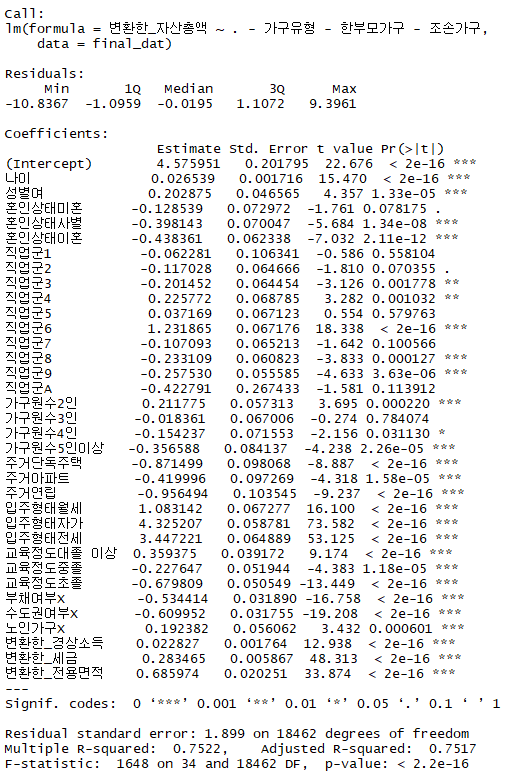 Call:
lm(formula = 변환한_자산총액 ~ . - 가구유형 - 한부모가구 - 조손가구,
    data = final_dat)
Residuals:
     Min       1Q   Median       3Q      Max
-10.8367  -1.0959  -0.0195   1.1072   9.3961
Coefficients:
                    Estimate Std. Error t value Pr(>|t|)
(Intercept)         4.575951   0.201795  22.676  < 2e-16 ***
나이                0.026539   0.001716  15.470  < 2e-16 ***
성별여              0.202875   0.046565   4.357 1.33e-05 ***
혼인상태미혼       -0.128539   0.072972  -1.761 0.078175 .
혼인상태사별       -0.398143   0.070047  -5.684 1.34e-08 ***
혼인상태이혼       -0.438361   0.062338  -7.032 2.11e-12 ***
직업군1            -0.062281   0.106341  -0.586 0.558104
직업군2            -0.117028   0.064666  -1.810 0.070355 .
직업군3            -0.201452   0.064454  -3.126 0.001778 **
직업군4             0.225772   0.068785   3.282 0.001032 **
직업군5             0.037169   0.067123   0.554 0.579763
직업군6             1.231865   0.067176  18.338  < 2e-16 ***
직업군7            -0.107093   0.065213  -1.642 0.100566
직업군8            -0.233109   0.060823  -3.833 0.000127 ***
직업군9            -0.257530   0.055585  -4.633 3.63e-06 ***
직업군A            -0.422791   0.267433  -1.581 0.113912
가구원수2인         0.211775   0.057313   3.695 0.000220 ***
가구원수3인        -0.018361   0.067006  -0.274 0.784074
가구원수4인        -0.154237   0.071553  -2.156 0.031130 *
가구원수5인이상    -0.356588   0.084137  -4.238 2.26e-05 ***
주거단독주택       -0.871499   0.098068  -8.887  < 2e-16 ***
주거아파트         -0.419996   0.097269  -4.318 1.58e-05 ***
주거연립           -0.956494   0.103545  -9.237  < 2e-16 ***
입주형태월세        1.083142   0.067277  16.100  < 2e-16 ***
입주형태자가        4.325207   0.058781  73.582  < 2e-16 ***
입주형태전세        3.447221   0.064889  53.125  < 2e-16 ***
교육정도대졸 이상   0.359375   0.039172   9.174  < 2e-16 ***
교육정도중졸       -0.227647   0.051944  -4.383 1.18e-05 ***
교육정도초졸       -0.679809   0.050549 -13.449  < 2e-16 ***
부채여부X          -0.534414   0.031890 -16.758  < 2e-16 ***
수도권여부X        -0.609952   0.031755 -19.208  < 2e-16 ***
노인가구X           0.192382   0.056062   3.432 0.000601 ***
변환한_경상소득     0.022827   0.001764  12.938  < 2e-16 ***
변환한_세금         0.283465   0.005867  48.313  < 2e-16 ***
변환한_전용면적     0.685974   0.020251  33.874  < 2e-16 ***
---
Signif. codes:  0 ‘***’ 0.001 ‘**’ 0.01 ‘*’ 0.05 ‘.’ 0.1 ‘ ’ 1
Residual standard error: 1.899 on 18462 degrees of freedom
Multiple R-squared:  0.7522,    Adjusted R-squared:  0.7517
F-statistic:  1648 on 34 and 18462 DF,  p-value: < 2.2e-16